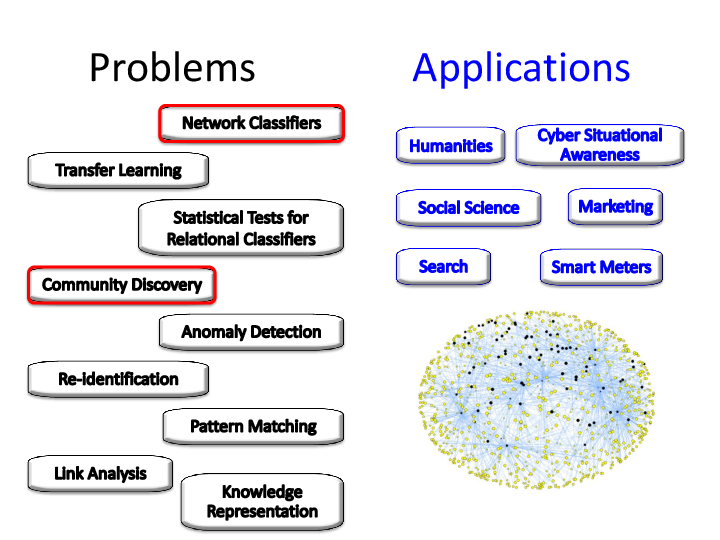 Problems
Network Classifiers
Transfer Learning
Statistical Tests for
Relational Classifiers
Community Discovery
Anomaly Detection
Re-identification
Pattern Matching
Link Analysis
Knowledge
Representation
Applications
Humanities
Cyber Situational
Awareness
Social Science
Marketing
Search
Smart Meters